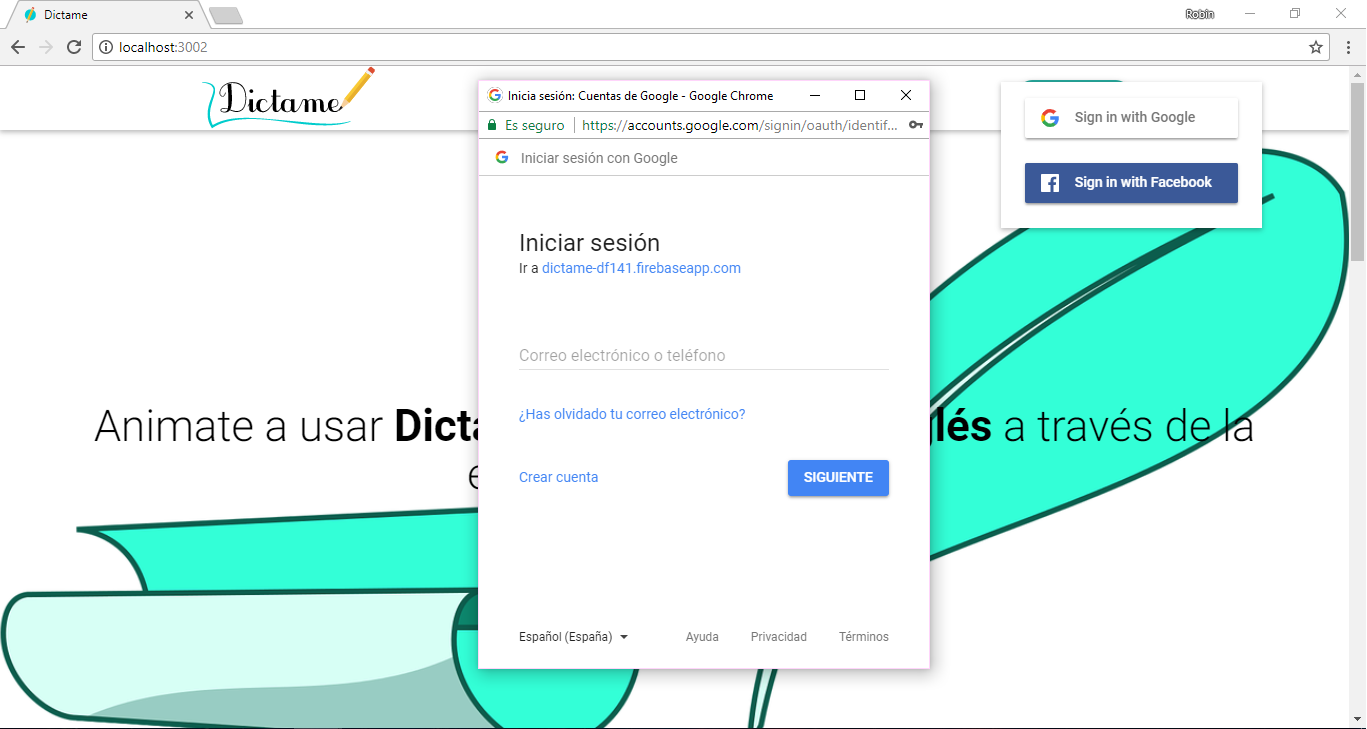 Dictame
Robin
localhost:3002
Dictame
Inicia sesión: Cuentas de Google - Google Chrome
Es seguro
https://accounts.google.com/signin/oauth/identif...
Iniciar sesión con Google
Iniciar sesión
Ir a dictame-df141.firebaseapp.com
Correo electrónico o teléfono
¿Has olvidado tu correo electrónico?
Crear cuenta
SIGUIENTE
Español (España)
Ayuda
Privacidad
Términos
Sign in with Google
Sign in with Facebook
Animate a usar Dicta lés a través de la
e